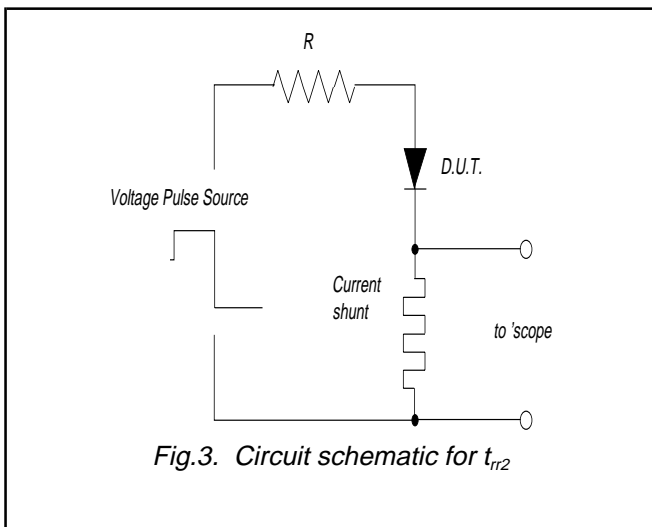 R
D.U.T.
Voltage Pulse Source
Current
shunt
to 'scope
Fig.3. Circuit schematic for trr2